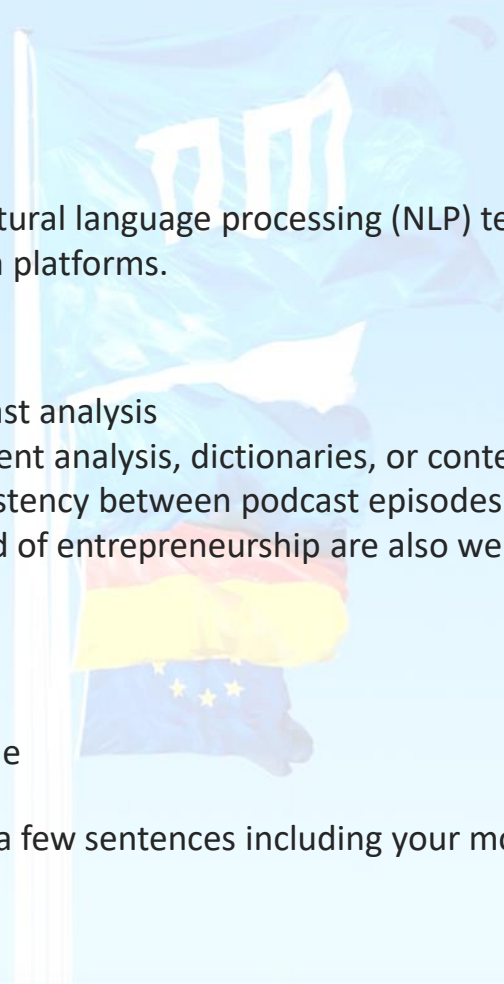 tural language processing (NLP) te
platforms.
ast analysis
ent analysis, dictionaries, or conte
stency between podcast episodes
d of entrepreneurship are also we
e
a few sentences including your mo